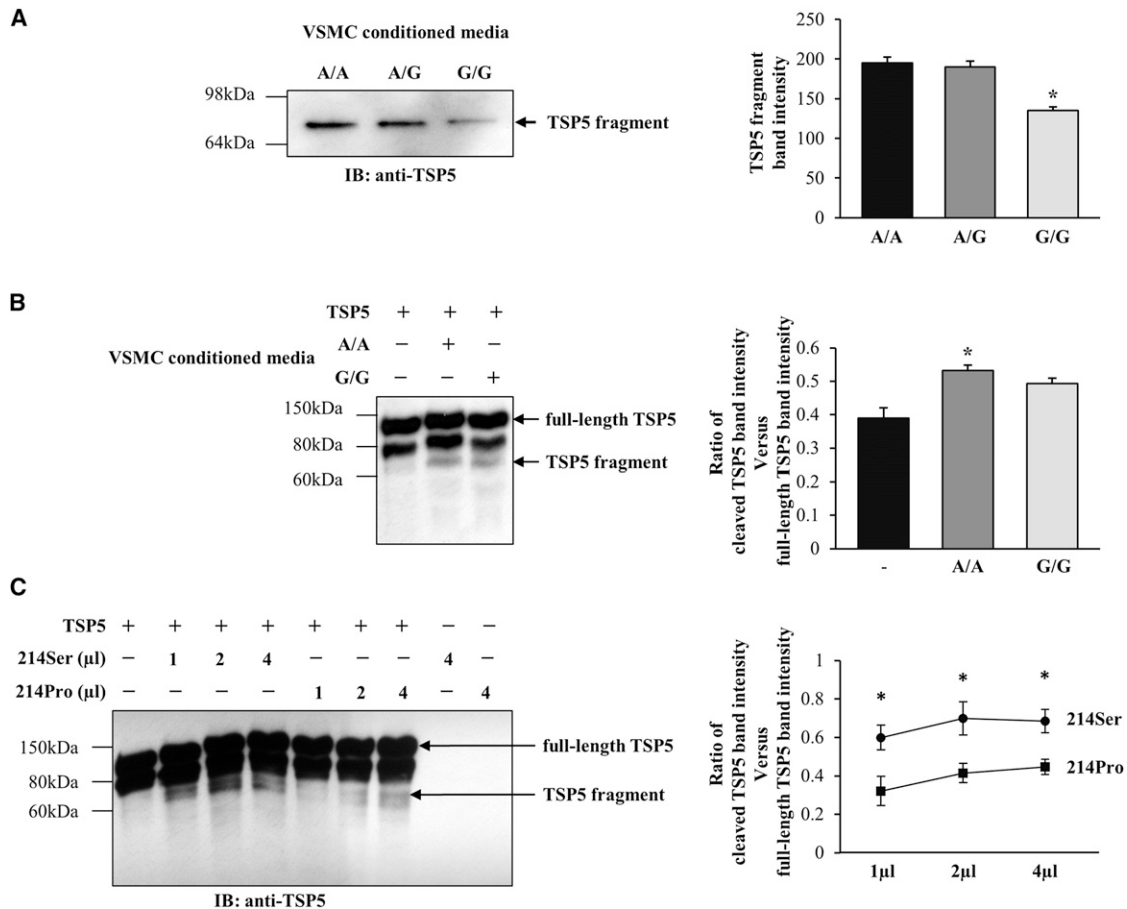 A
VSMC conditioned media
A/A A/G G/G
98kDa
64kDa
TSP5 fragment
IB: anti-TSP5
TSP5 fragment
band intensity
250
200
150
100
50
0
*
A/A A/G G/G
B
TSP5 + + +
VSMC conditioned media
A/A – + –
G/G – – +
150kDa
80kDa
60kDa
full-length TSP5
TSP5 fragment
Ratio of
cleaved TSP5 band intensity
Versus
full-length TSP5 band intensity
0.6
0.5
0.4
0.3
0.2
0.1
0
*
- A/A G/G
C
TSP5 + + + + + + + – –
214Ser (µl) – 1 2 4 – – – 4 –
214Pro (µl) – – – – 1 2 4 – 4
150kDa
80kDa
60kDa
full-length TSP5
TSP5 fragment
IB: anti-TSP5
Ratio of
cleaved TSP5 band intensity
Versus
full-length TSP5 band intensity
1
0.8
0.6
0.4
0.2
0
* * *
214Ser
214Pro
1µl 2µl 4µl